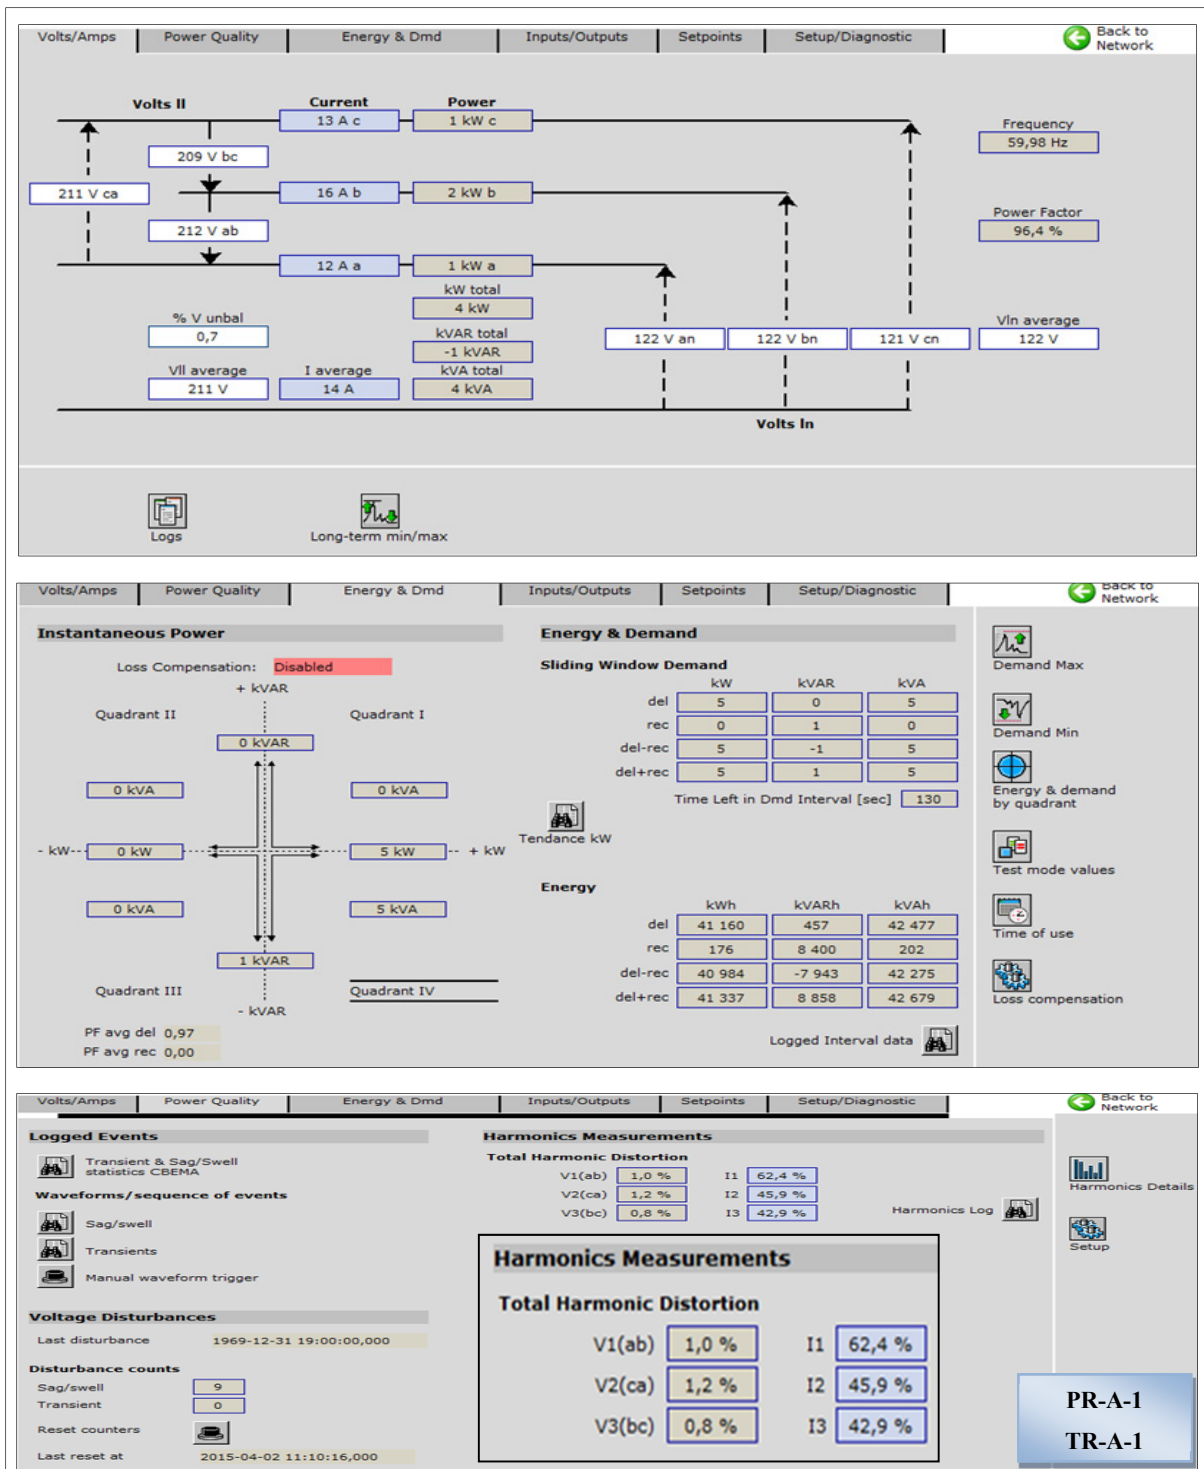 Volts/Amps Power Quality Energy & Dmd Inputs/Outputs Setpoints Setup/Diagnostic Back to Network
Volts ll Current Power
13 A c 1 kW c
Frequency
59,98 Hz
209 V bc
211 V ca 16 A b 2 kW b
Power Factor
96,4 %
212 V ab
12 A a 1 kW a
kW total
4 kW
% V unbal
0,7
kVAR total
-1 kVAR
122 V an 122 V bn 121 V cn
Vln average
122 V
Vll average I average kVA total
211 V 14 A 4 kVA
Volts ln
Logs Long-term min/max
Volts/Amps Power Quality Energy & Dmd Inputs/Outputs Setpoints Setup/Diagnostic Back to Network
Instantaneous Power
Loss Compensation: Disabled
+ kVAR
Quadrant II Quadrant I
0 kVAR
0 kVA 0 kVA
- kW 0 kW 5 kW + kW
0 kVA 5 kVA
1 kVAR
Quadrant III Quadrant IV
- kVAR
PF avg del 0,97
PF avg rec 0,00
Energy & Demand
Sliding Window Demand
kW kVAR kVA
del 5 0 5
rec 0 1 0
del-rec 5 -1 5
del+rec 5 1 5
Time Left in Dmd Interval [sec] 130
Tendance kW
Energy
kWh kVARh kVAh
del 41 160 457 42 477
rec 176 8 400 202
del-rec 40 984 -7 943 42 275
del+rec 41 337 8 858 42 679
Logged Interval data
Demand Max
Demand Min
Energy & demand
by quadrant
Test mode values
Time of use
Loss compensation
Volts/Amps Power Quality Energy & Dmd Inputs/Outputs Setpoints Setup/Diagnostic Back to Network
Logged Events
Transient & Sag/Swell
statistics CBEMA
Waveforms/sequence of events
Sag/swell
Transients
Manual waveform trigger
Voltage Disturbances
Last disturbance 1969-12-31 19:00:00,000
Disturbance counts
Sag/swell 9
Transient 0
Reset counters
Last reset at 2015-04-02 11:10:16,000
Harmonics Measurements
Total Harmonic Distortion
V1(ab) 1,0 % I1 62,4 %
V2(ca) 1,2 % I2 45,9 %
V3(bc) 0,8 % I3 42,9 %
Harmonics Log
Harmonics Details
Setup
Harmonics Measurements
Total Harmonic Distortion
V1(ab) 1,0 % I1 62,4 %
V2(ca) 1,2 % I2 45,9 %
V3(bc) 0,8 % I3 42,9 %
PR-A-1
TR-A-1